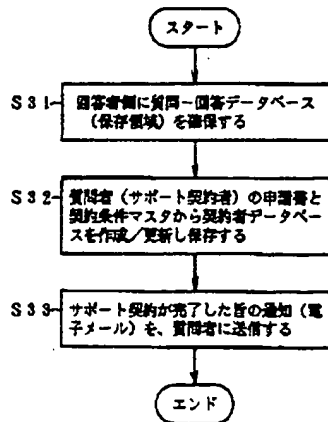 スタート
S31
回答者側に質問－回答データベース
（保存領域）を確保する
S32
質問者（サポート契約者）の申請書と
契約条件マスタから契約者データベー
スを作成／更新し保存する
S33
サポート契約が完了した旨の通知（電
子メール）を、質問者に送信する
エンド